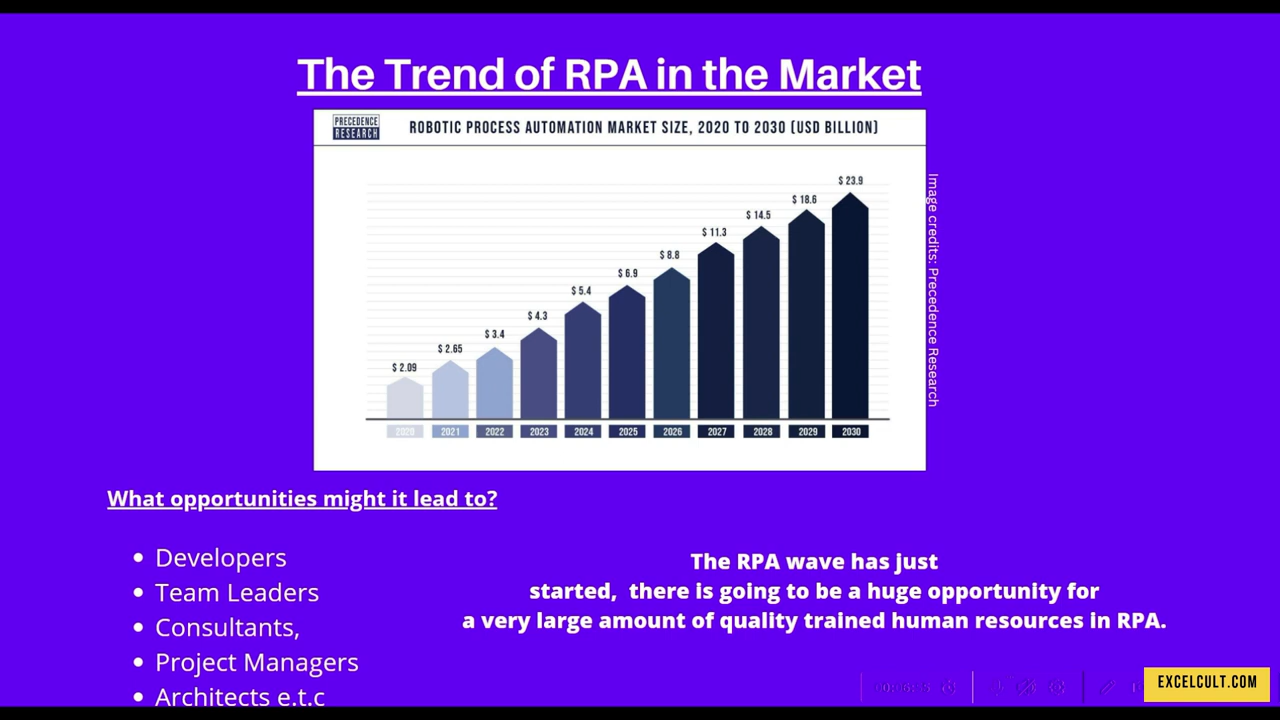 The Trend of RPA in the Market
PRECEDENCE
RESEARCH
ROBOTIC PROCESS AUTOMATION MARKET SIZE, 2020 TO 2030 (USD BILLION)
$ 2.09
$ 2.65
$ 3.4
$ 4.3
$ 5.4
$ 6.9
$ 8.8
$ 11.3
$ 14.5
$ 18.6
$ 23.9
2020 2021 2022 2023 2024 2025 2026 2027 2028 2029 2030
Image credits: Precedence Research
What opportunities might it lead to?
Developers
Team Leaders
Consultants,
Project Managers
Architects e.t.c
The RPA wave has just
started, there is going to be a huge opportunity for
a very large amount of quality trained human resources in RPA.
EXCELCULT.COM